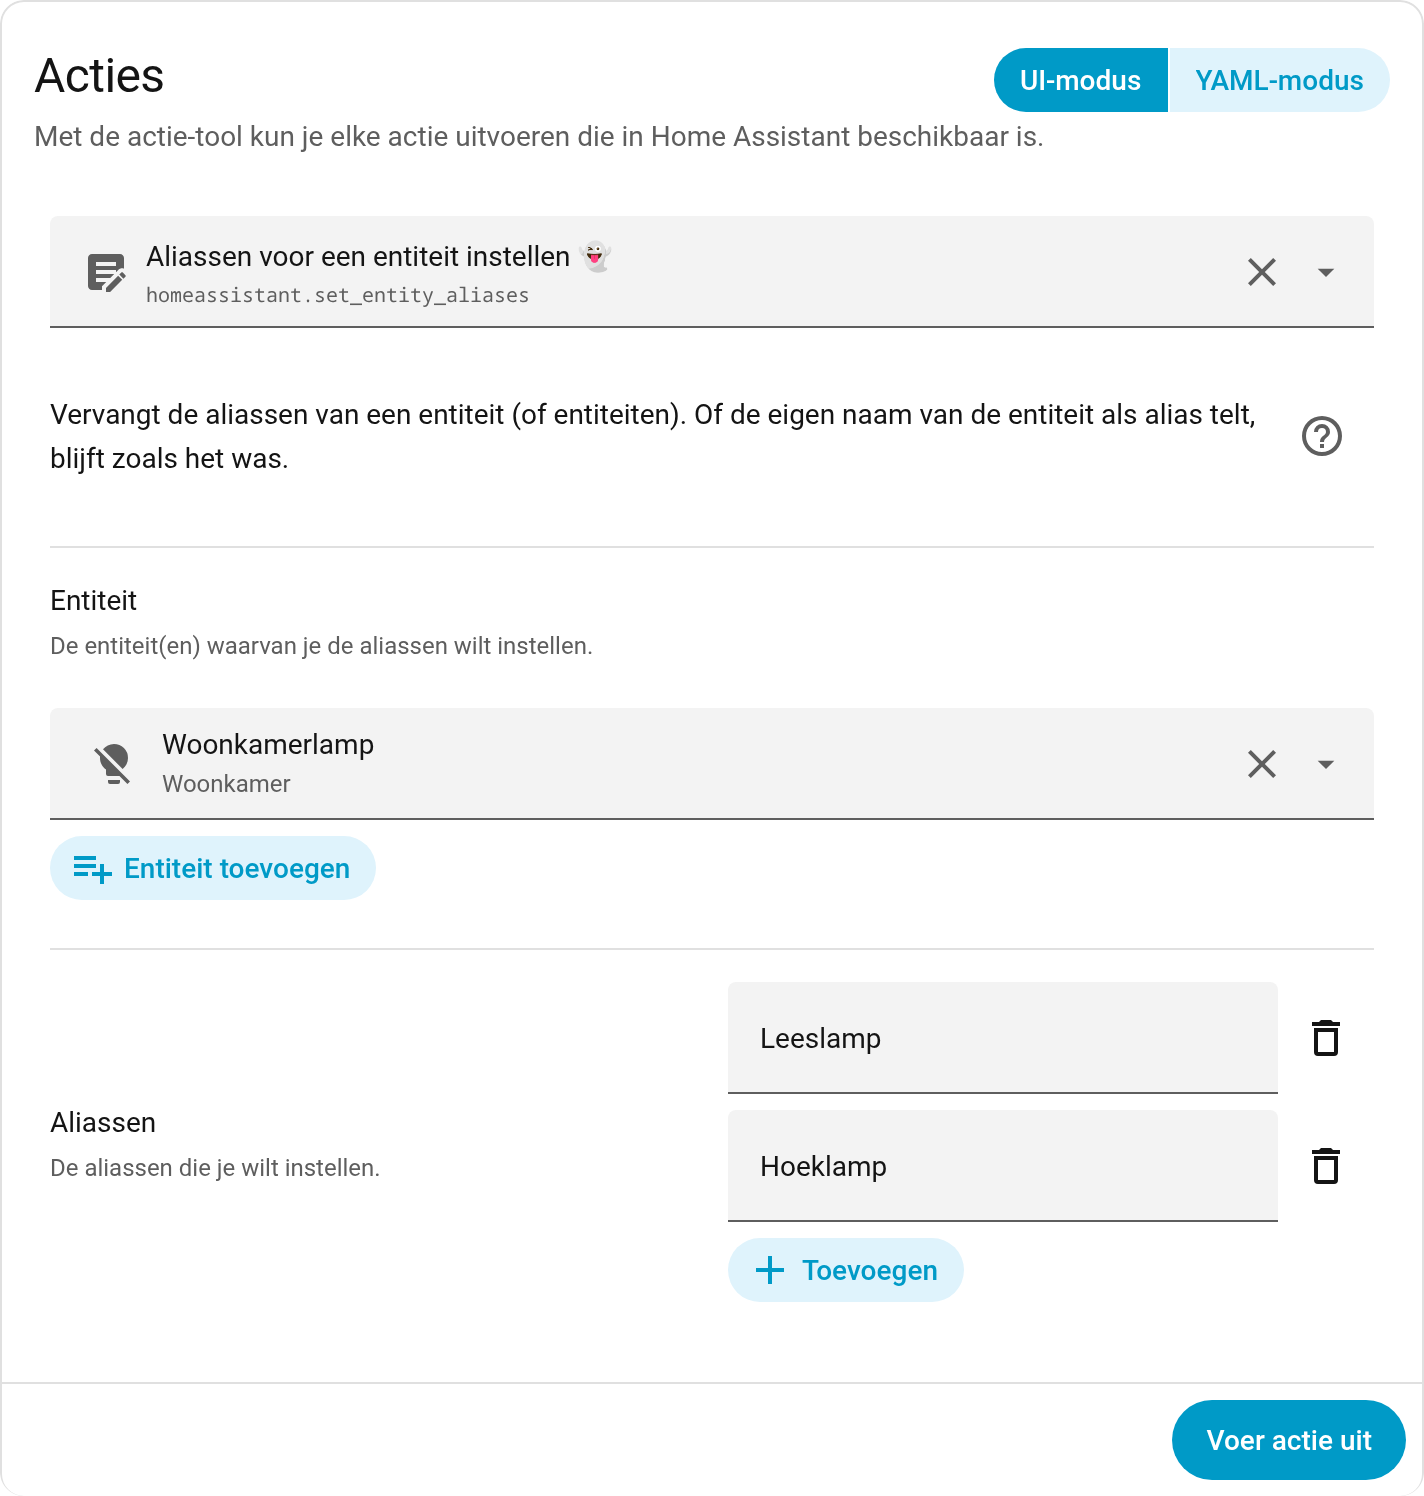 Acties
UI-modus
YAML-modus
Met de actie-tool kun je elke actie uitvoeren die in Home Assistant beschikbaar is.
Aliassen voor een entiteit instellen 👻
homeassistant.set_entity_aliases
Vervangt de aliassen van een entiteit (of entiteiten). Of de eigen naam van de entiteit als alias telt,
blijft zoals het was.
Entiteit
De entiteit(en) waarvan je de aliassen wilt instellen.
Woonkamerlamp
Woonkamer
Entiteit toevoegen
Leeslamp
Aliassen
De aliassen die je wilt instellen.
Hoeklamp
Toevoegen
Voer actie uit